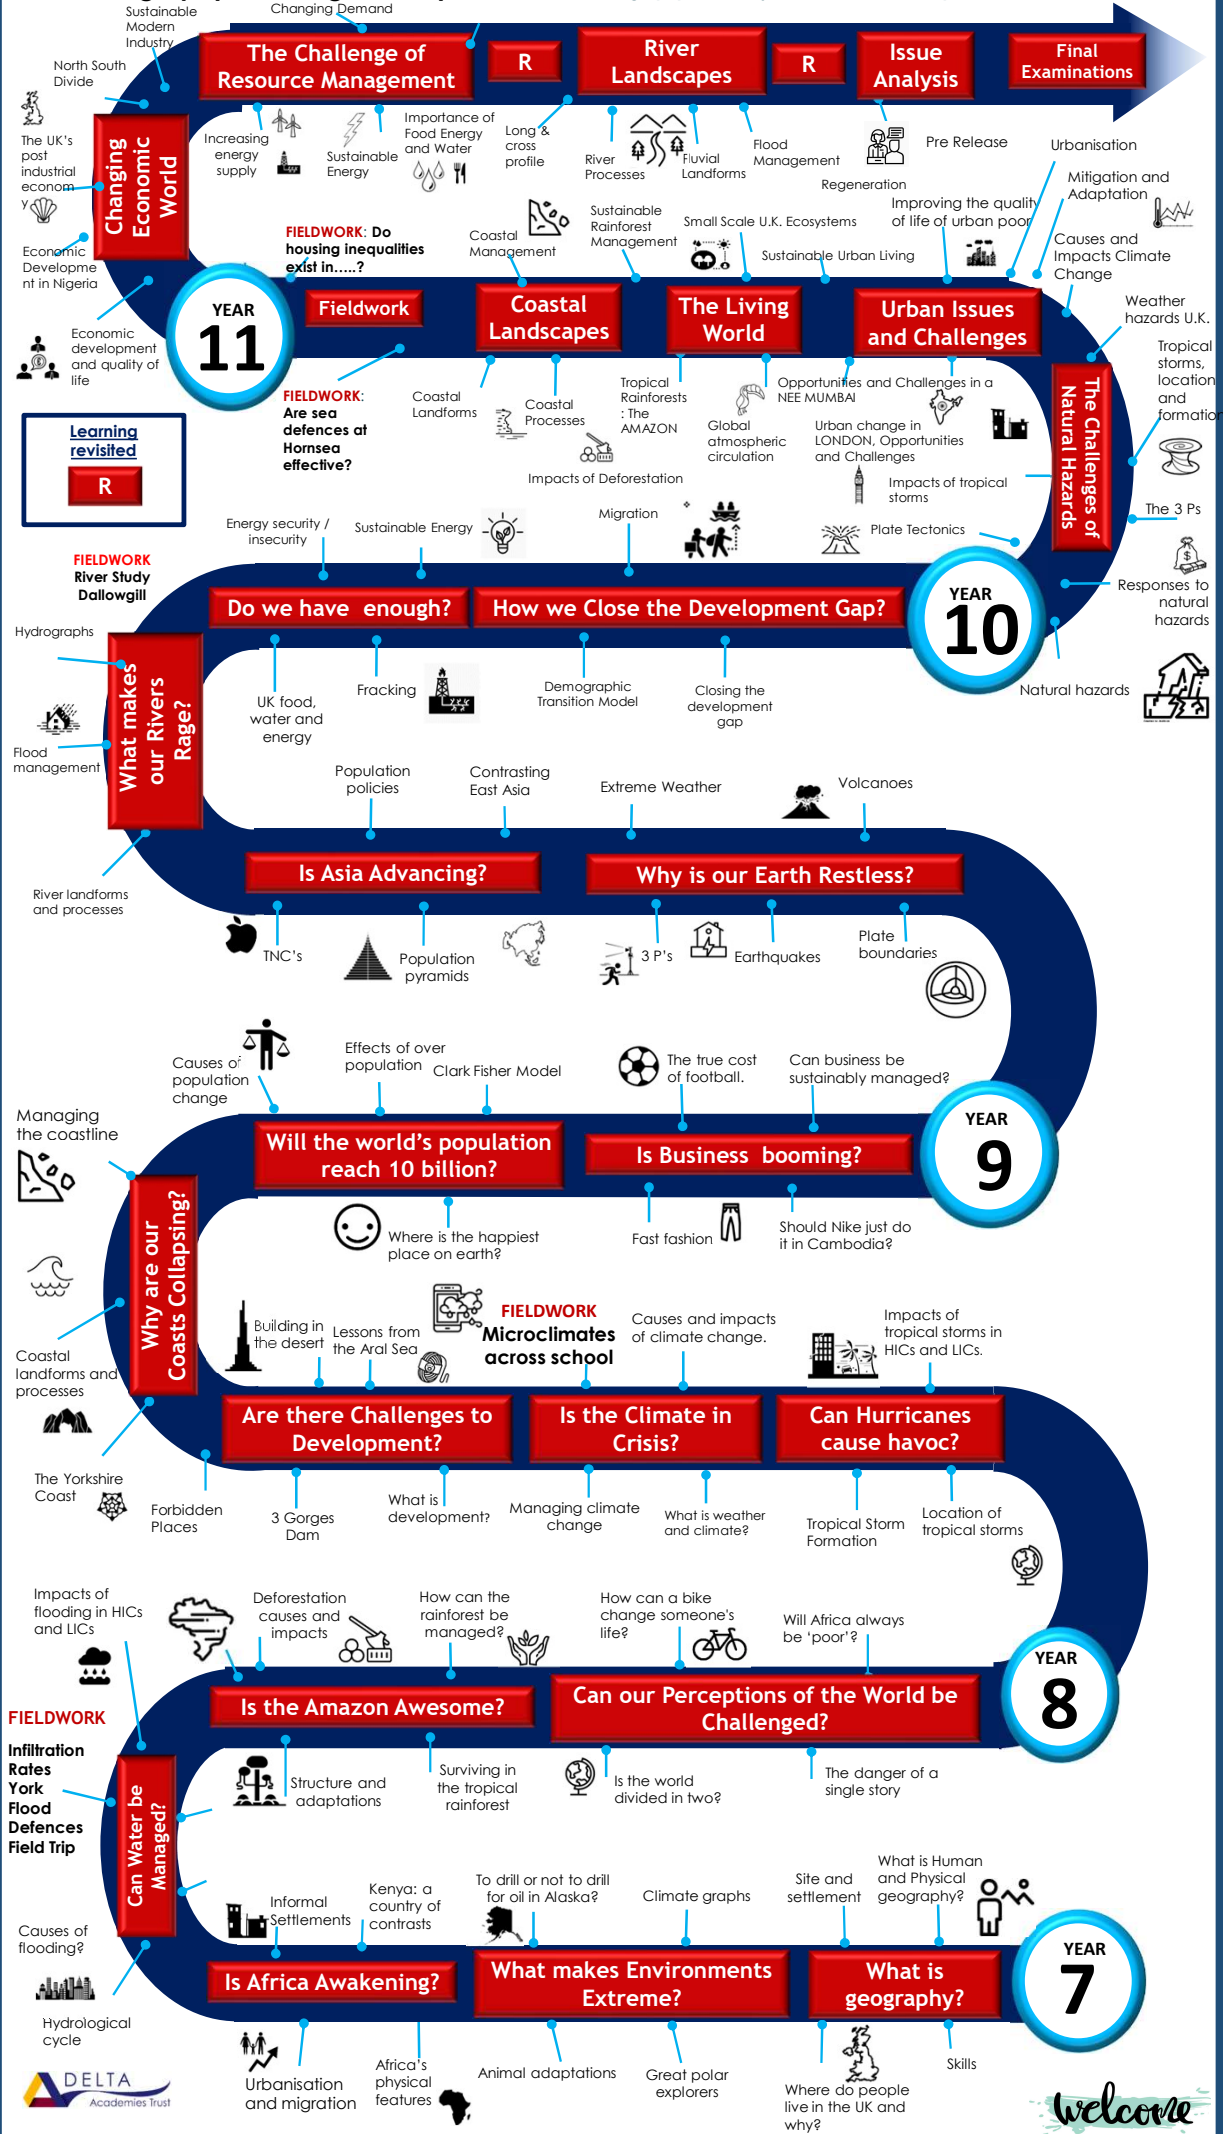 Changing Demand
Sustainable
Modern
Industry
North South
Divide
The Challenge of
Resource Management
R
River
Landscapes
R
Issue
Analysis
Final
Examinations
The UK's
post
industrial
econom
y
Changing
Economic
World
Increasing
energy
supply
Sustainable
Energy
Importance of
Food Energy
and Water
Long &
cross
profile
River
Processes
Fluvial
Landforms
Flood
Management
Pre Release
Urbanisation
Regeneration
Mitigation and
Adaptation
Improving the quality
of life of urban poor
Causes and
Impacts Climate
Change
Economic
Developme
nt in Nigeria
FIELDWORK: Do
housing inequalities
exist in.....?
Coastal
Management
Sustainable
Rainforest
Management
Small Scale U.K. Ecosystems
Sustainable Urban Living
Weather
hazards U.K.
YEAR
11
Fieldwork
Coastal
Landscapes
The Living
World
Urban Issues
and Challenges
Economic
development
and quality of
life
Tropical
storms,
location
and
formation
The Challenges of
Natural Hazards
FIELDWORK:
Are sea
defences at
Hornsea
effective?
Coastal
Landforms
Coastal
Processes
Tropical
Rainforests
: The
AMAZON
Impacts of Deforestation
Global
atmospheric
circulation
Opportunities and Challenges in a
NEE MUMBAI
Urban change in
LONDON, Opportunities
and Challenges
Impacts of tropical
storms
Learning
revisited
R
The 3 Ps
Energy security /
insecurity
Sustainable Energy
Migration
Plate Tectonics
FIELDWORK
River Study
Dallowgill
Responses to
natural
hazards
Do we have enough?
How we Close the Development Gap?
YEAR
10
Hydrographs
What makes
our Rivers
Rage?
UK food,
water and
energy
Fracking
Demographic
Transition Model
Closing the
development
gap
Natural hazards
Flood
management
Population
policies
Contrasting
East Asia
Extreme Weather
Volcanoes
Is Asia Advancing?
Why is our Earth Restless?
River landforms
and processes
TNC's
Population
pyramids
3 P's
Earthquakes
Plate
boundaries
Causes of
population
change
Effects of over
population
Clark Fisher Model
The true cost
of football.
Can business be
sustainably managed?
Managing
the coastline
Will the world's population
reach 10 billion?
Is Business booming?
YEAR
9
Why are our
Coasts Collapsing?
Where is the happiest
place on earth?
Fast fashion
Should Nike just do
it in Cambodia?
Coastal
landforms and
processes
Building in
the desert
Lessons from
the Aral Sea
FIELDWORK
Microclimates
across school
Causes and impacts
of climate change.
Impacts of
tropical storms in
HICs and LICs.
Are there Challenges to
Development?
Is the Climate in
Crisis?
Can Hurricanes
cause havoc?
The Yorkshire
Coast
Forbidden
Places
3 Gorges
Dam
What is
development?
Managing climate
change
What is weather
and climate?
Tropical Storm
Formation
Location of
tropical storms
Impacts of
flooding in HICs
and LICs
Deforestation
causes and
impacts
How can the
rainforest be
managed?
How can a bike
change someone's
life?
Will Africa always
be 'poor'?
YEAR
8
Is the Amazon Awesome?
Can our Perceptions of the World be
Challenged?
FIELDWORK
Infiltration
Rates
York
Flood
Defences
Field Trip
Can Water be
Managed?
Structure and
adaptations
Surviving in
the tropical
rainforest
Is the world
divided in two?
The danger of a
single story
Informal
Settlements
Kenya: a
country of
contrasts
To drill or not to drill
for oil in Alaska?
Climate graphs
Site and
settlement
What is Human
and Physical
geography?
Causes of
flooding?
Is Africa Awakening?
What makes Environments
Extreme?
What is
geography?
YEAR
7
Hydrological
cycle
Urbanisation
and migration
Africa's
physical
features
Animal adaptations
Great polar
explorers
Where do people
live in the UK and
why?
Skills
DELTA
Academies Trust
welcome